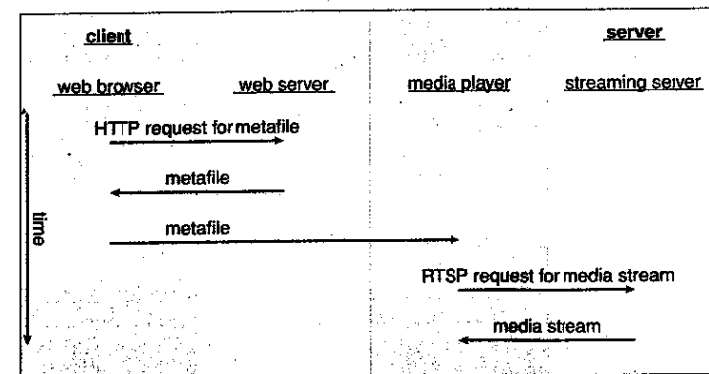 client server
web browser web server media player streaming server
HTTP request for metafile
metafile
metafile
time
RTSP request for media stream
media stream